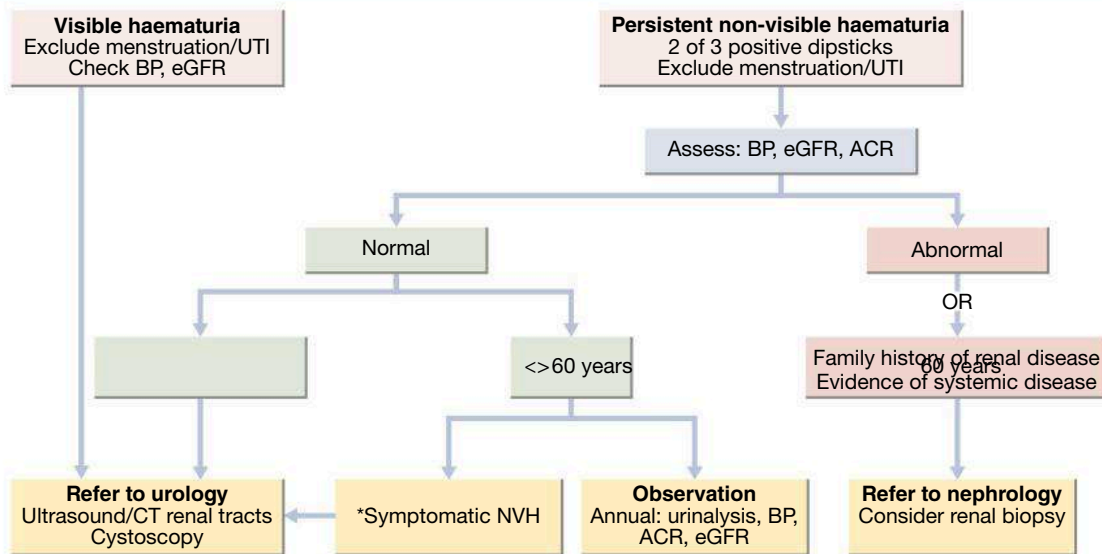 Visible haematuria
Exclude menstruation/UTI
Check BP, eGFR
Persistent non-visible haematuria
2 of 3 positive dipsticks
Exclude menstruation/UTI
Assess: BP, eGFR, ACR
Normal
Abnormal
OR
<>60 years
Family history of renal disease
60 years
Evidence of systemic disease
Refer to urology
Ultrasound/CT renal tracts
Cystoscopy
*Symptomatic NVH
Observation
Annual: urinalysis, BP,
ACR, eGFR
Refer to nephrology
Consider renal biopsy